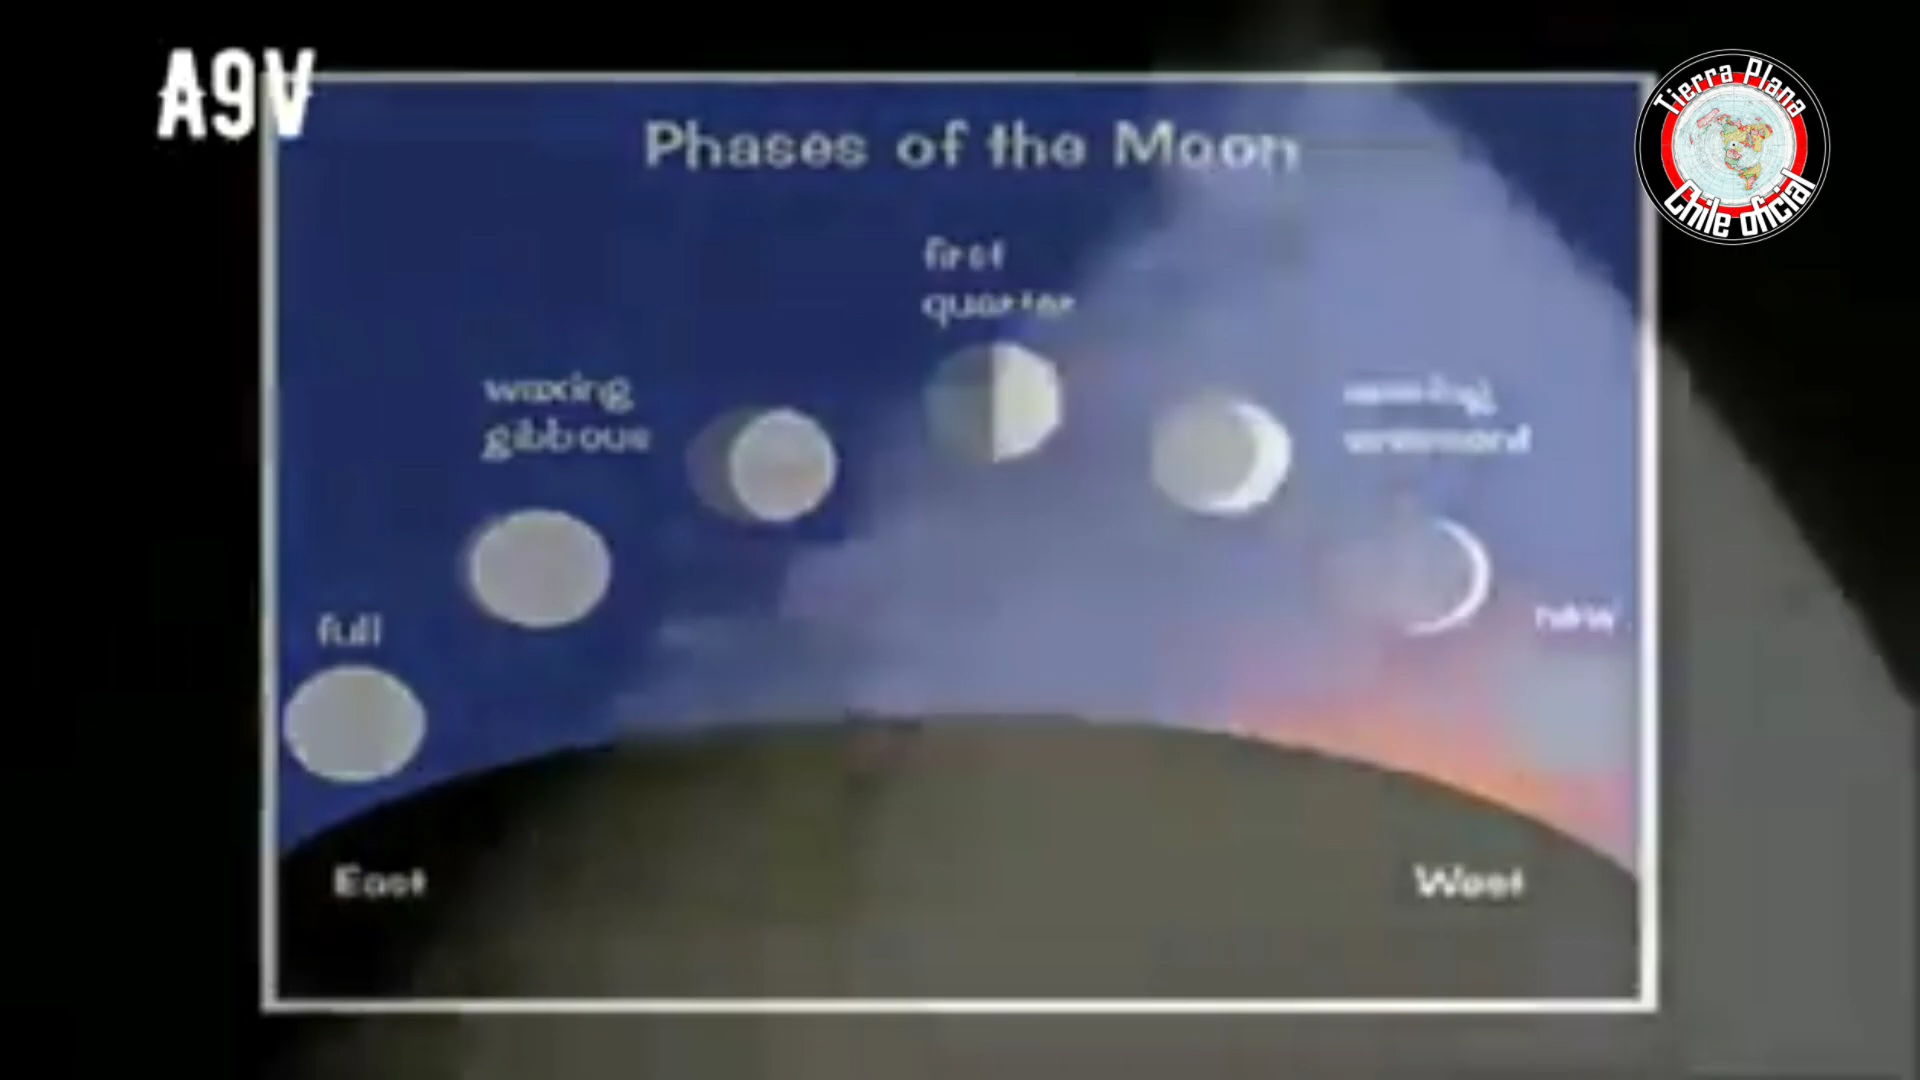 A9V
Tierra Plana
Chile oficial
Phases of the Moon
first
quarter
waxing
gibbous
full
new
East
West